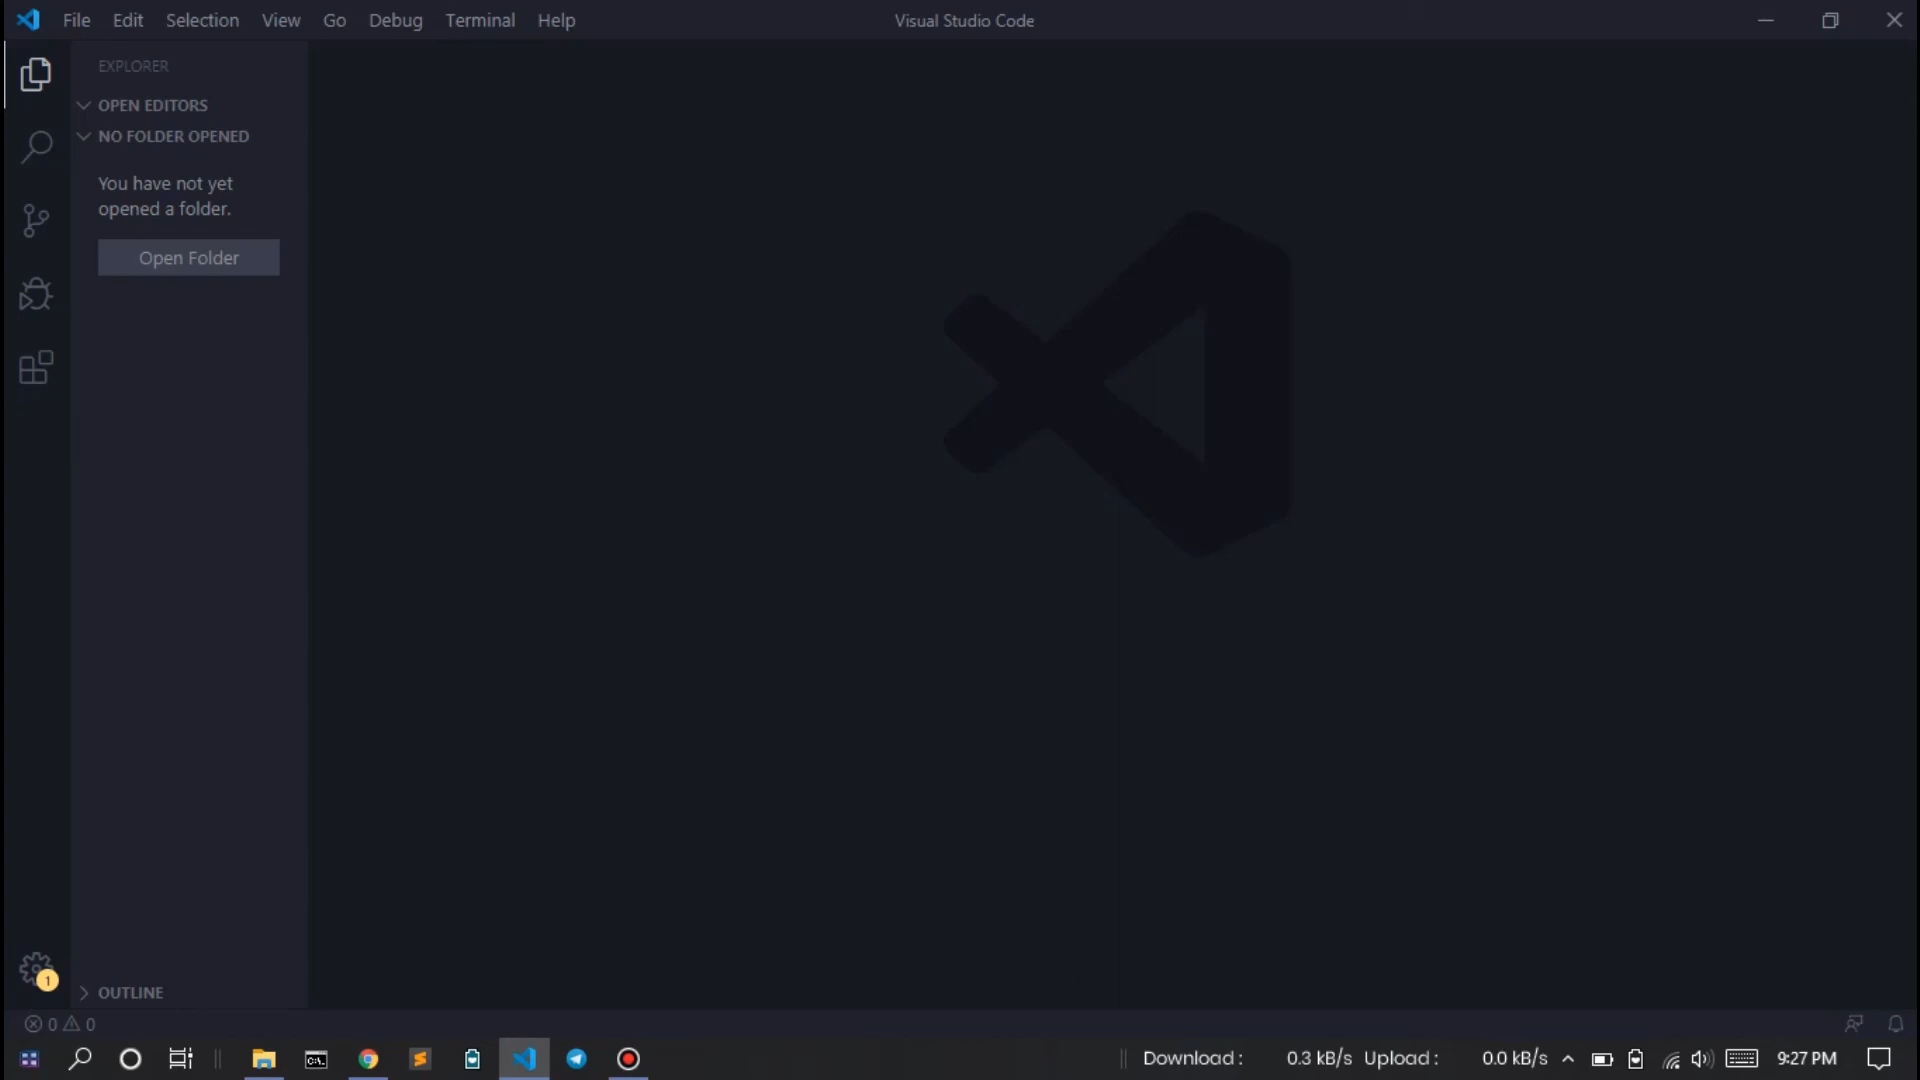 File Edit Selection View Go Debug Terminal Help
Visual Studio Code
EXPLORER
OPEN EDITORS
NO FOLDER OPENED
You have not yet
opened a folder.
Open Folder
1
OUTLINE
0 0
C:\.
Download : 0.3 kB/s Upload : 0.0 kB/s
9:27 PM